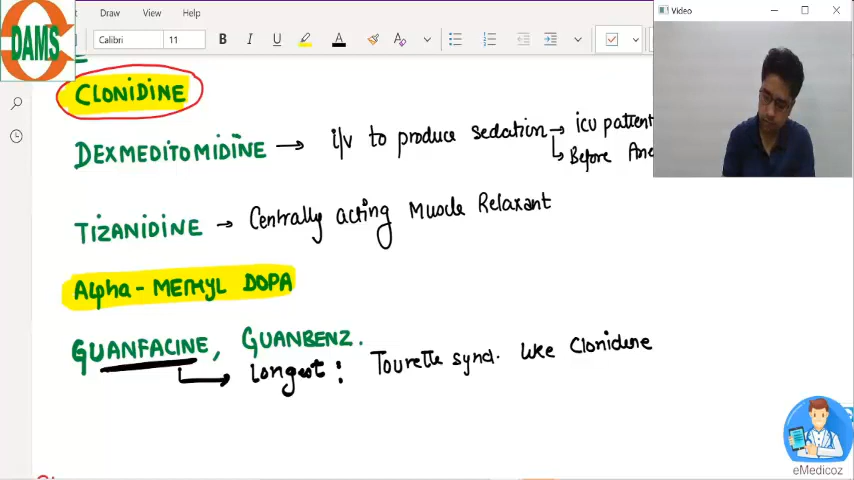 DAMS
Draw View Help
Video
Calibri 11 B I U A
CLONIDINE
DEXMEDITOMIDINE → i/v to produce sedation → icu patient
Before Ane
TIZANIDINE → Centrally acting Muscle Relaxant
Alpha-METHYL DOPA
GUANFACINE, GUANBENZ.
Longest : Tourette synd. like Clonidine
eMedicoz